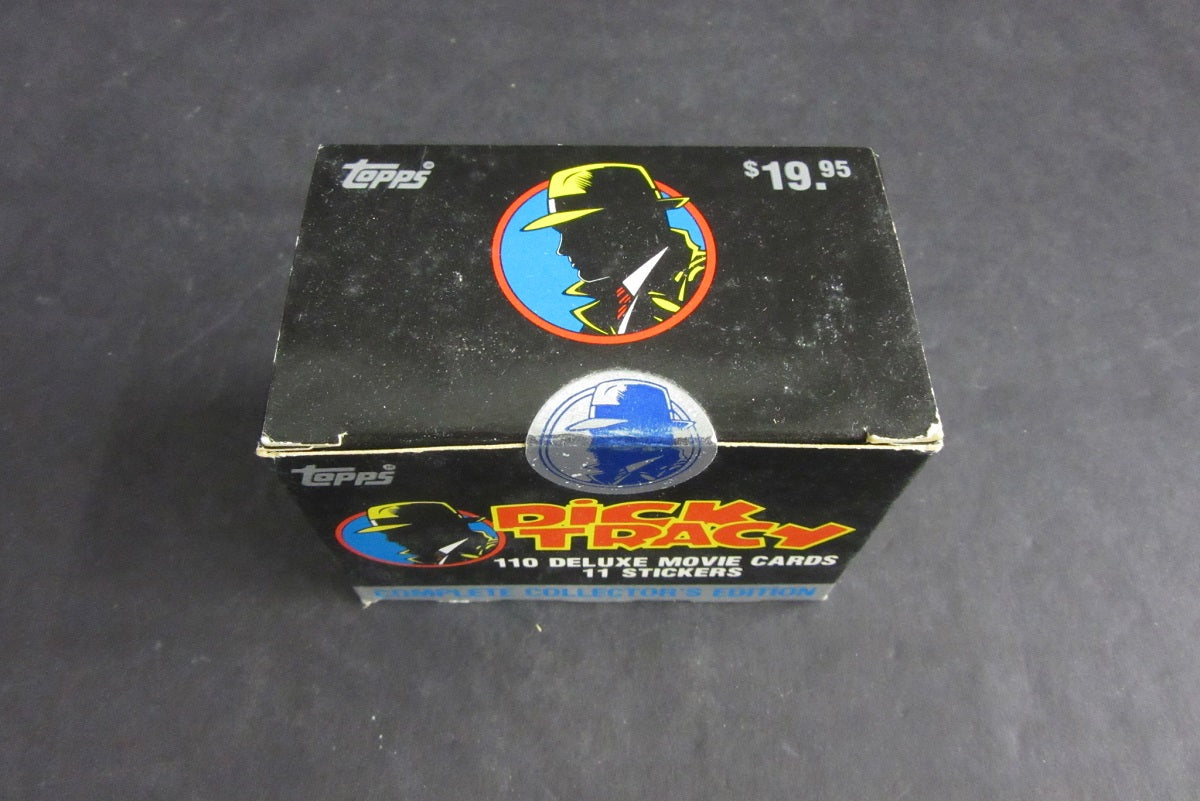 topps
$19.95
topps
DICK
TRACY
110 DELUXE MOVIE CARDS
11 STICKERS
COMPLETE COLLECTOR'S EDITION